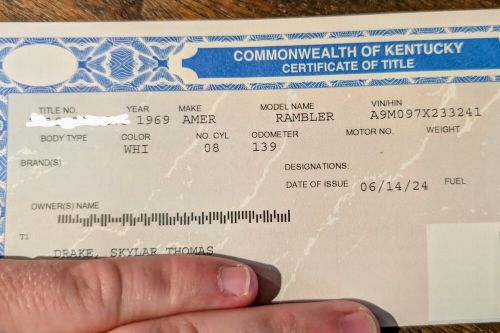 COMMONWEALTH OF KENTUCKY
CERTIFICATE OF TITLE
TITLE NO. YEAR MAKE MODEL NAME VIN/HIN
1969 AMER RAMBLER A9M097X233241
BODY TYPE COLOR NO. CYL ODOMETER MOTOR NO. WEIGHT
WHI 08 139
BRAND(S) DESIGNATIONS:
DATE OF ISSUE 06/14/24 FUEL
OWNER(S) NAME
T1
DRAKE, SKYLAR THOMAS